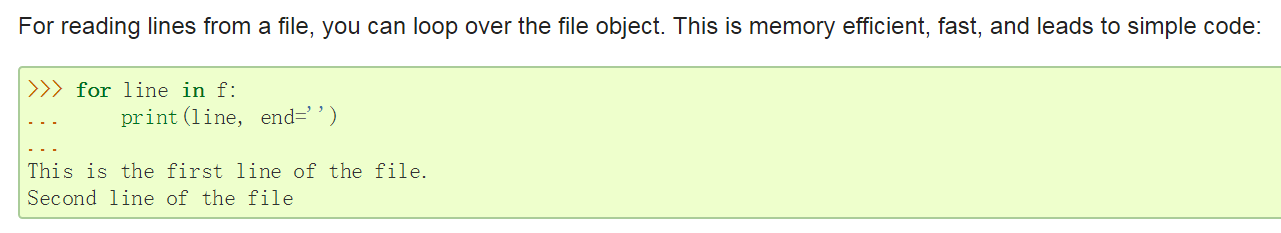 For reading lines from a file, you can loop over the file object. This is memory efficient, fast, and leads to simple code:
>>> for line in f:
...     print(line, end='')
...
This is the first line of the file.
Second line of the file